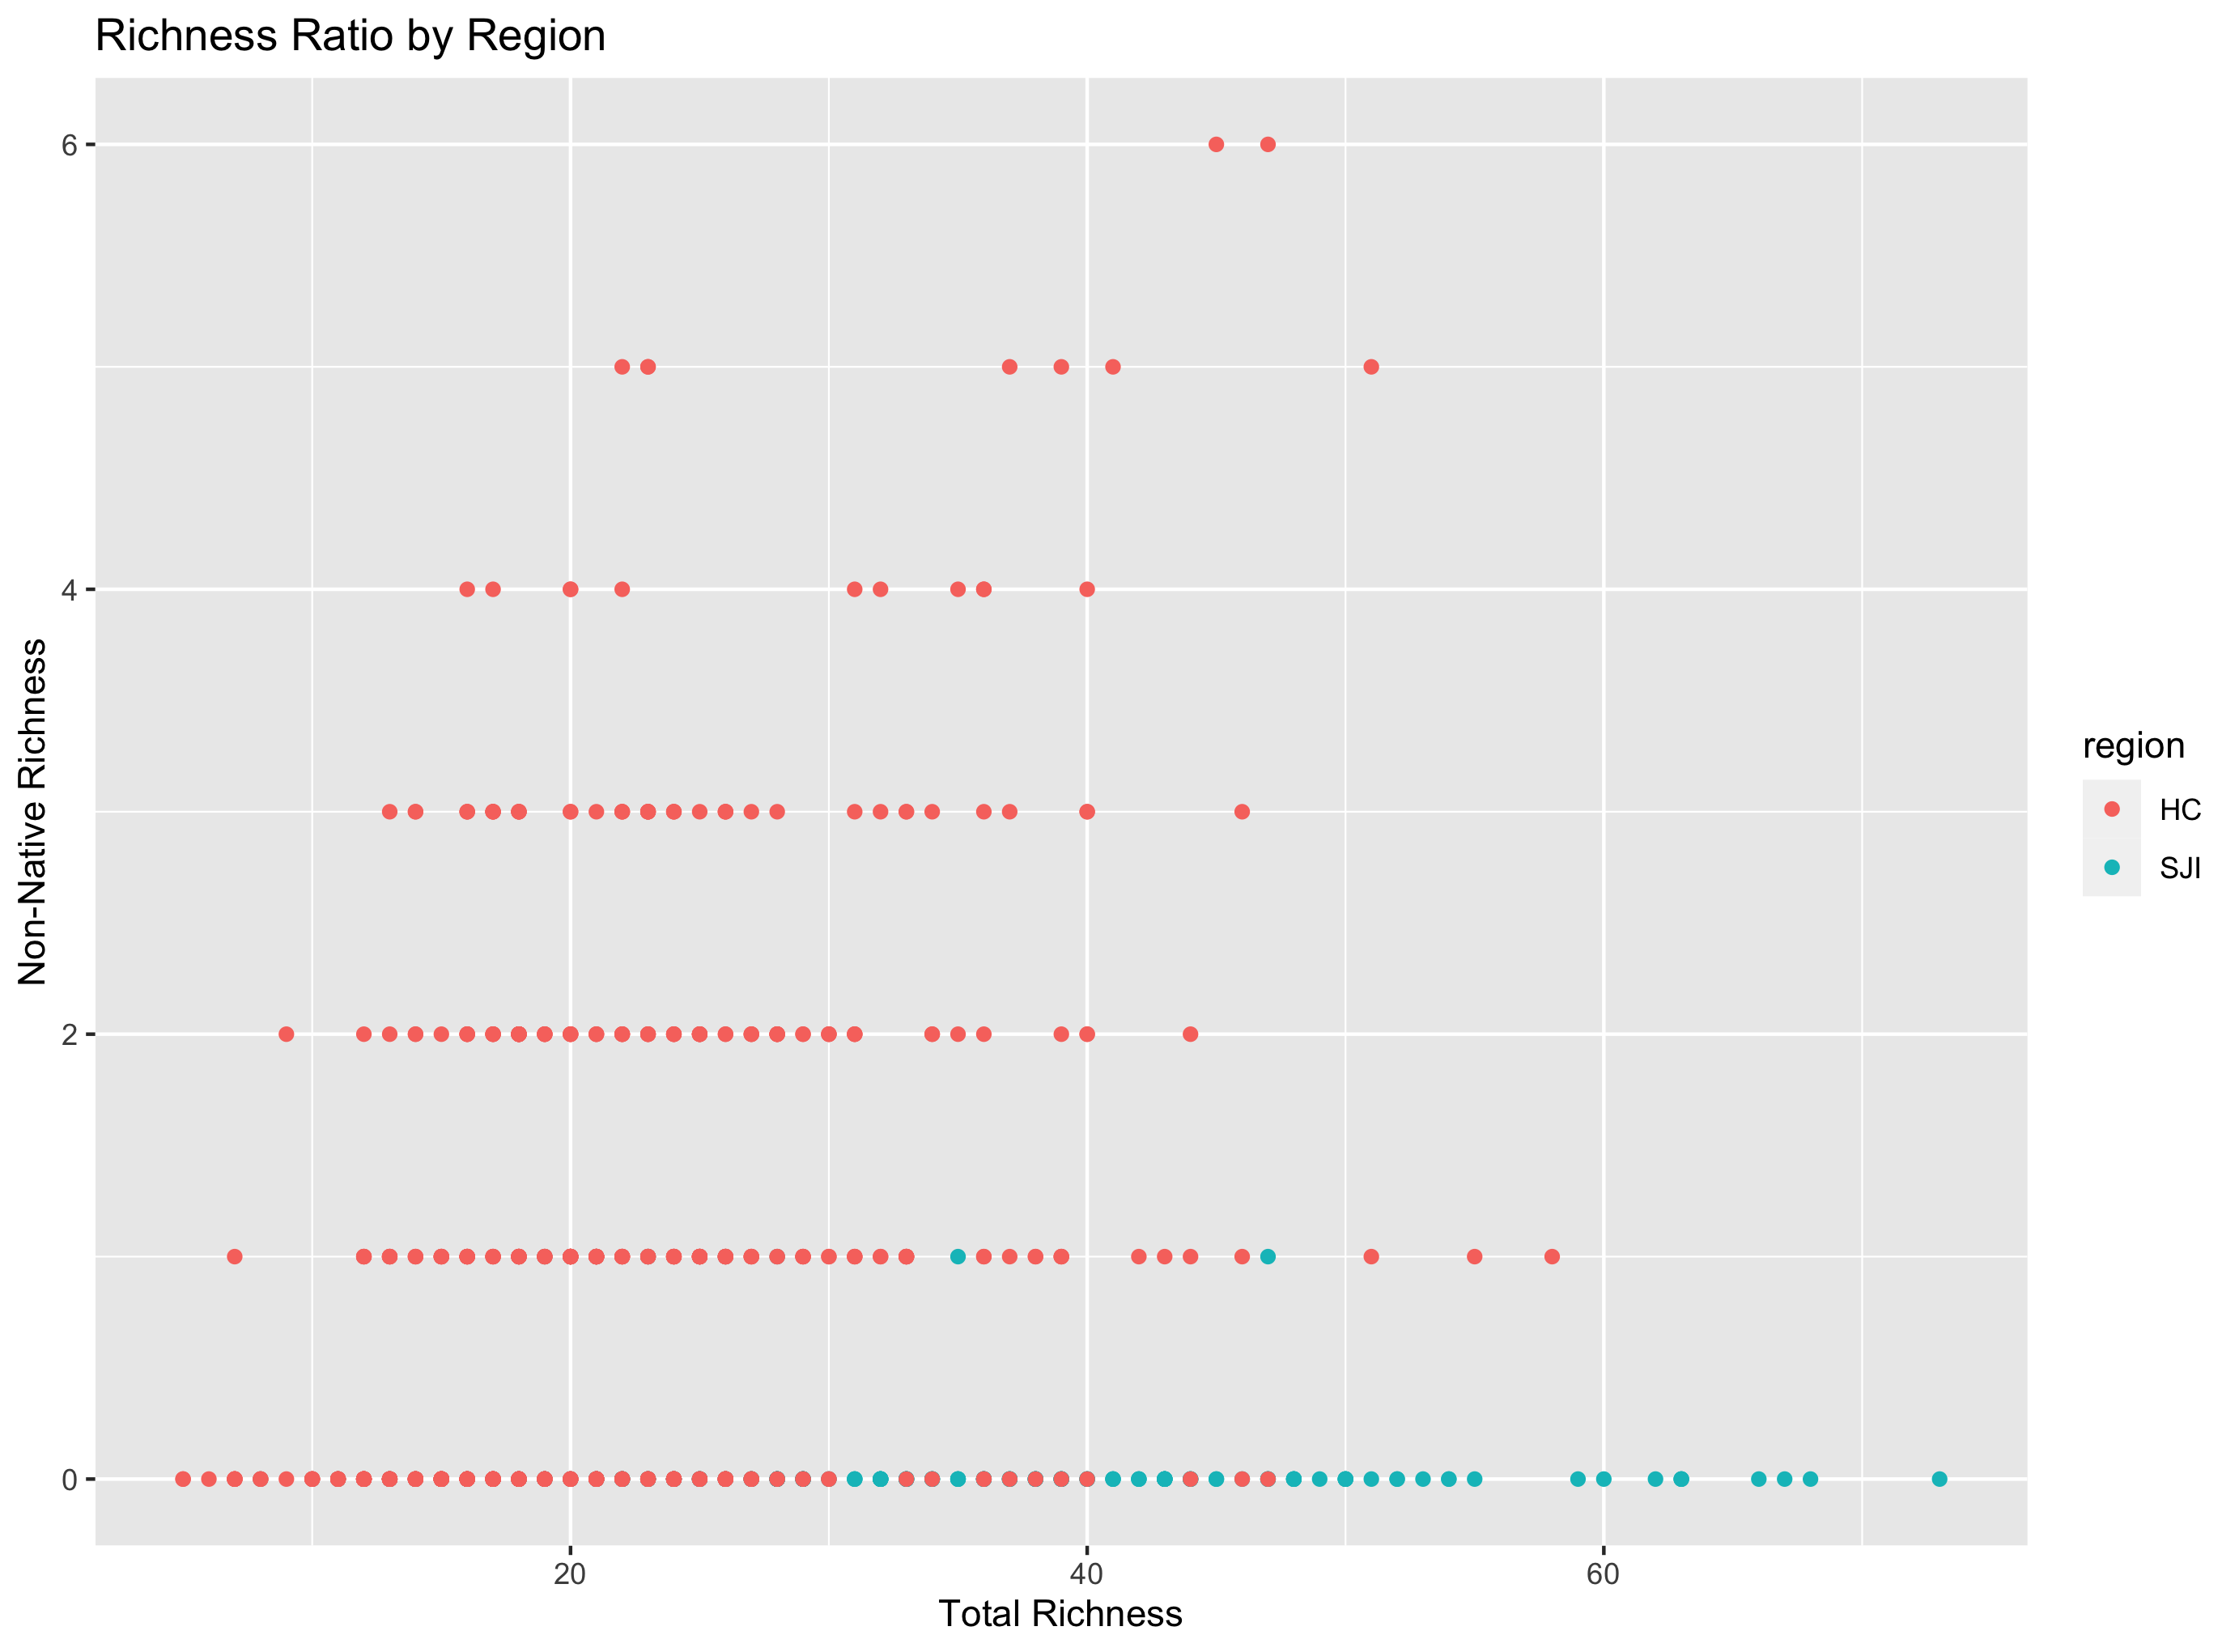 Richness Ratio by Region
6
4
2
0
Non-Native Richness
20
40
60
Total Richness
region
HC
SJI